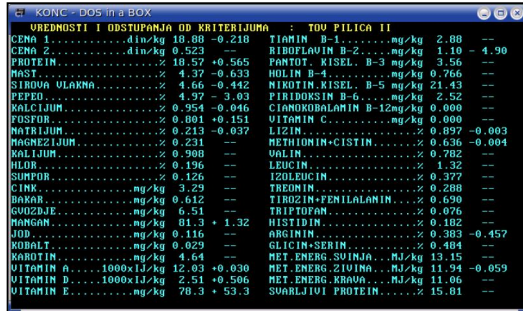 KONC - DOS in a BOX
VREDNOSTI I ODSTUPANJA OD KRITERIJUMA : TOV PILICA II
CENA 1............din/kg 18.88 -0.218 TIAMIN B-1........mg/kg 2.88 --
CENA 2............din/kg 0.523 -- RIBOFLAVIN B-2....mg/kg 1.10 - 4.90
PROTEIN................% 18.57 +0.565 PANTOT. KISEL. B-3 mg/kg 3.56 --
MAST...................% 4.37 -0.633 HOLIN B-4.........mg/kg 0.766 --
SIROVA VLAKNA..........% 4.66 -0.442 NIKOTIN.KISEL. B-5 mg/kg 21.43 --
PEPEO..................% 4.97 - 3.03 PIRIDOKSIN B-6....mg/kg 2.52 --
KALCIJUM...............% 0.954 -0.046 CIANOKOBALAMIN B-12mg/kg 0.000 --
FOSFOR.................% 0.801 +0.151 VITAMIN C.........mg/kg 0.000 --
NATRIJUM...............% 0.213 -0.037 LIZIN..................% 0.897 -0.003
MAGNEZIJUM.............% 0.231 -- METHIONIN+CISTIN.......% 0.636 -0.004
KALIJUM................% 0.908 -- VALIN..................% 0.782 --
HLOR...................% 0.196 -- LEUCIN.................% 1.32 --
SUMPOR.................% 0.126 -- IZOLEUCIN..............% 0.377 --
CINK..............mg/kg 3.29 -- TREONIN................% 0.288 --
BAKAR.............mg/kg 0.612 -- TIROZIN+FENILALANIN....% 0.690 --
GVOZDJE...........mg/kg 6.51 -- TRIPTOFAN..............% 0.076 --
MANGAN............mg/kg 81.3 + 1.32 HISTIDIN...............% 0.182 --
JOD...............mg/kg 0.116 -- ARGININ................% 0.383 -0.457
KOBALT............mg/kg 0.029 -- GLICIN+SERIN...........% 0.484 --
KAROTIN...........mg/kg 4.64 -- MET.ENERG.SVINJA...MJ/kg 13.15 --
VITAMIN A.....1000xIJ/kg 12.03 +0.030 MET.ENERG.ZIVINA...MJ/kg 11.94 -0.059
VITAMIN D.....1000xIJ/kg 2.51 +0.506 MET.ENERG.KRAVA....MJ/kg 11.06 --
VITAMIN E.........mg/kg 78.3 + 53.3 SVARLJIVI PROTEIN......% 15.81 --